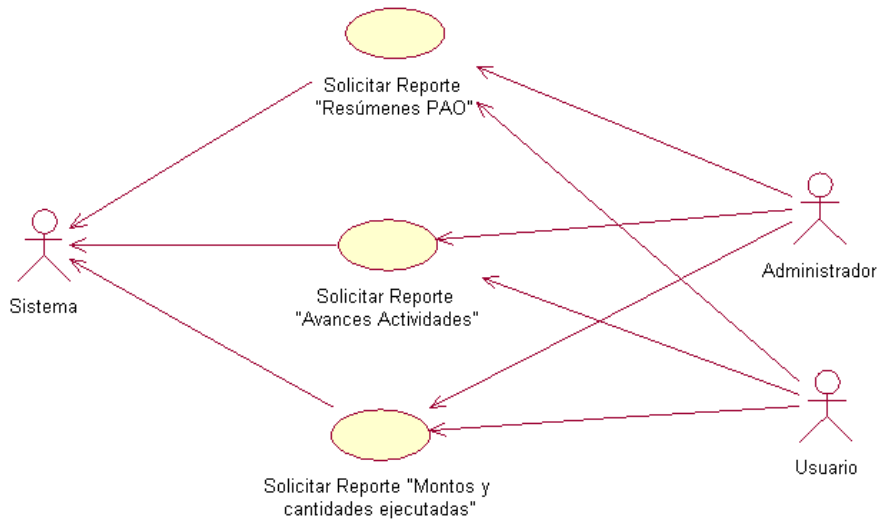 Solicitar Reporte
"Resúmenes PAO"
Sistema
Solicitar Reporte
"Avances Actividades"
Administrador
Solicitar Reporte "Montos y
cantidades ejecutadas"
Usuario